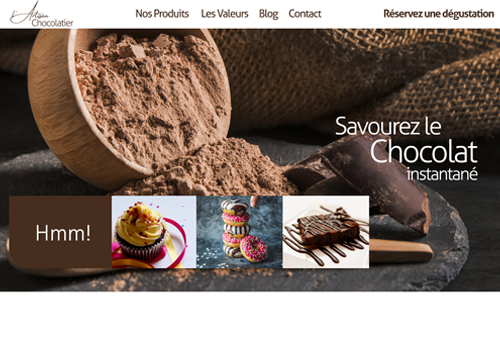 L'Artisan
Chocolatier
Nos Produits Les Valeurs Blog Contact Réservez une dégustation
Savourez le
Chocolat
instantané
Hmm!